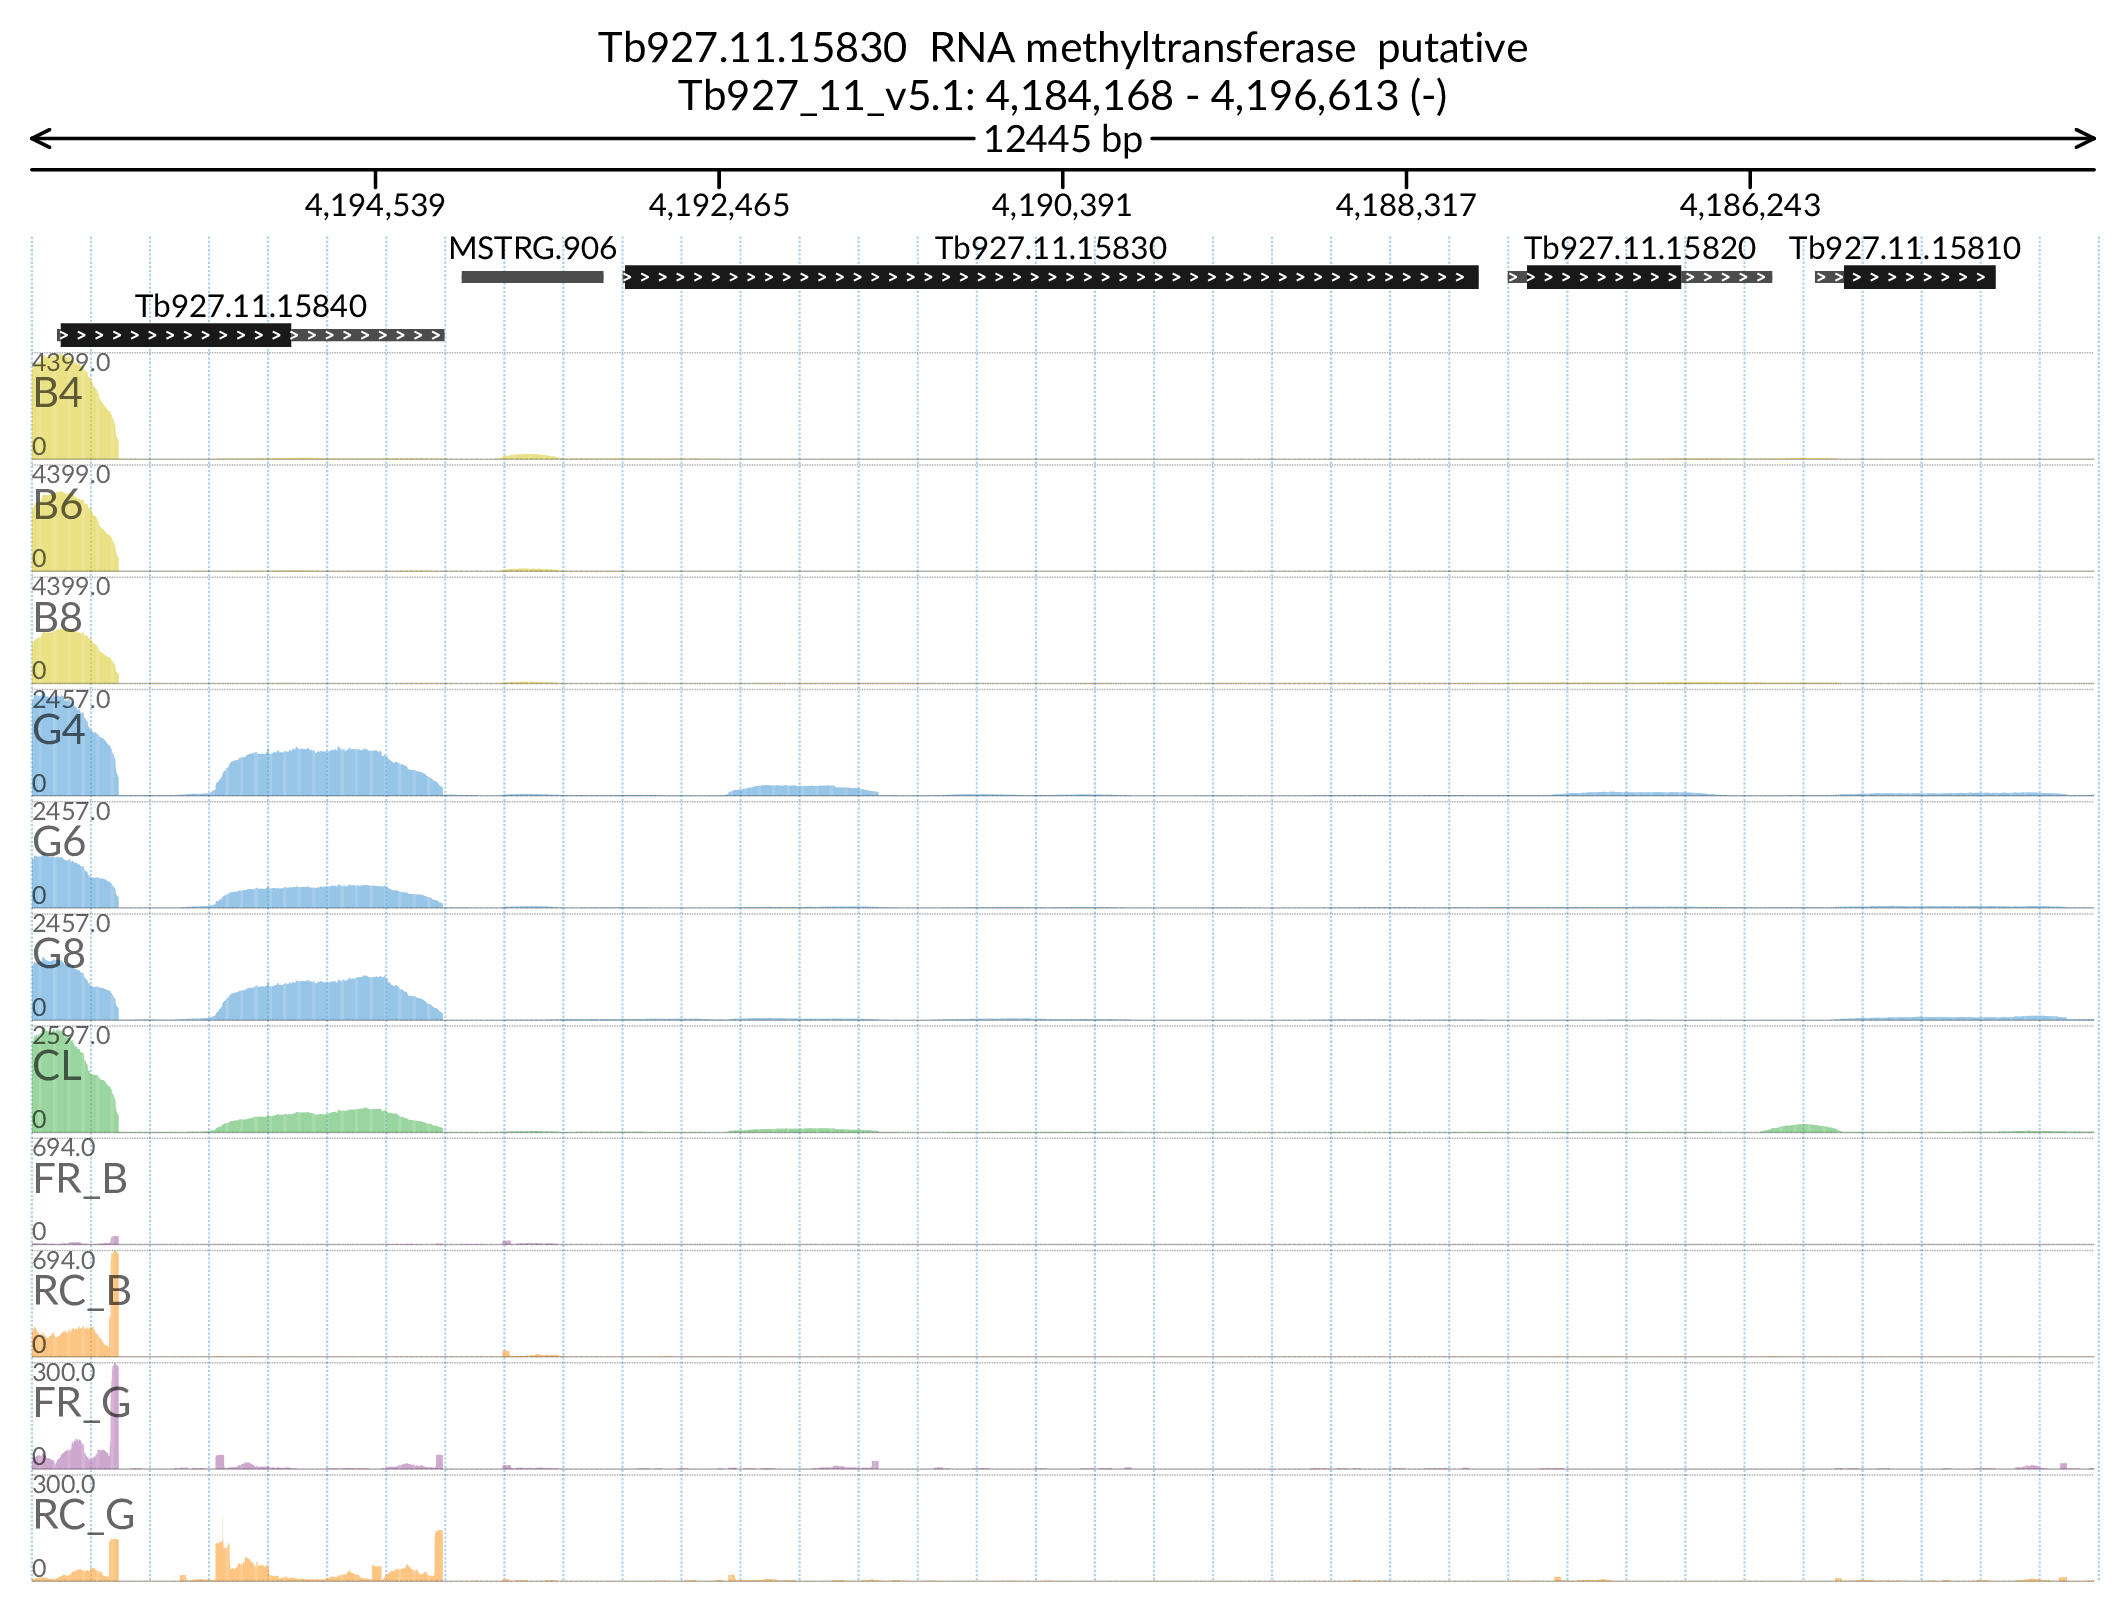 Tb927.11.15830  RNA methyltransferase  putative
Tb927_11_v5.1: 4,184,168 - 4,196,613 (-)
12445 bp
4,194,539 4,192,465 4,190,391 4,188,317 4,186,243
MSTRG.906 Tb927.11.15830 Tb927.11.15820 Tb927.11.15810
Tb927.11.15840
4399.0
B4
0
4399.0
B6
0
4399.0
B8
0
2457.0
G4
0
2457.0
G6
0
2457.0
G8
0
2597.0
CL
0
694.0
FR_B
0
694.0
RC_B
0
300.0
FR_G
0
300.0
RC_G
0